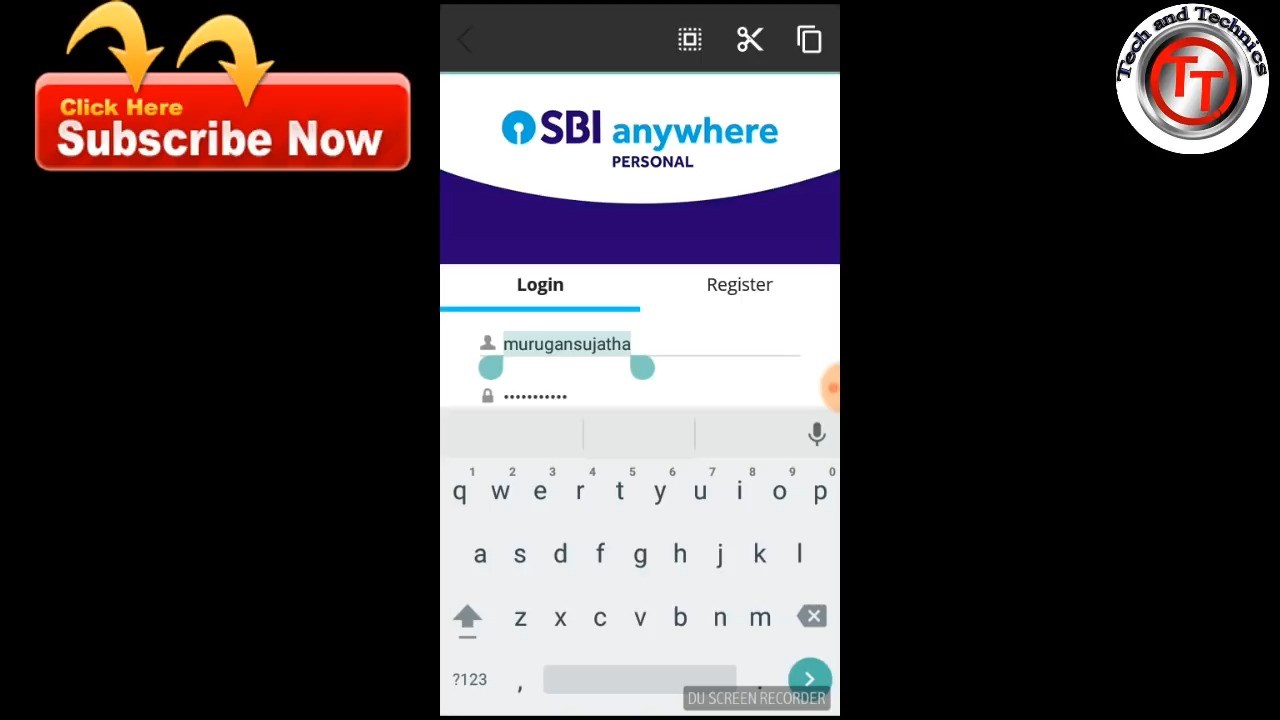 Click Here
Subscribe Now
Tech and Technics
TT
SBI anywhere
PERSONAL
Login Register
murugansujatha
•••••••••••
1 2 3 4 5 6 7 8 9 0
q w e r t y u i o p
a s d f g h j k l
z x c v b n m
?123 , .
DU SCREEN RECORDER